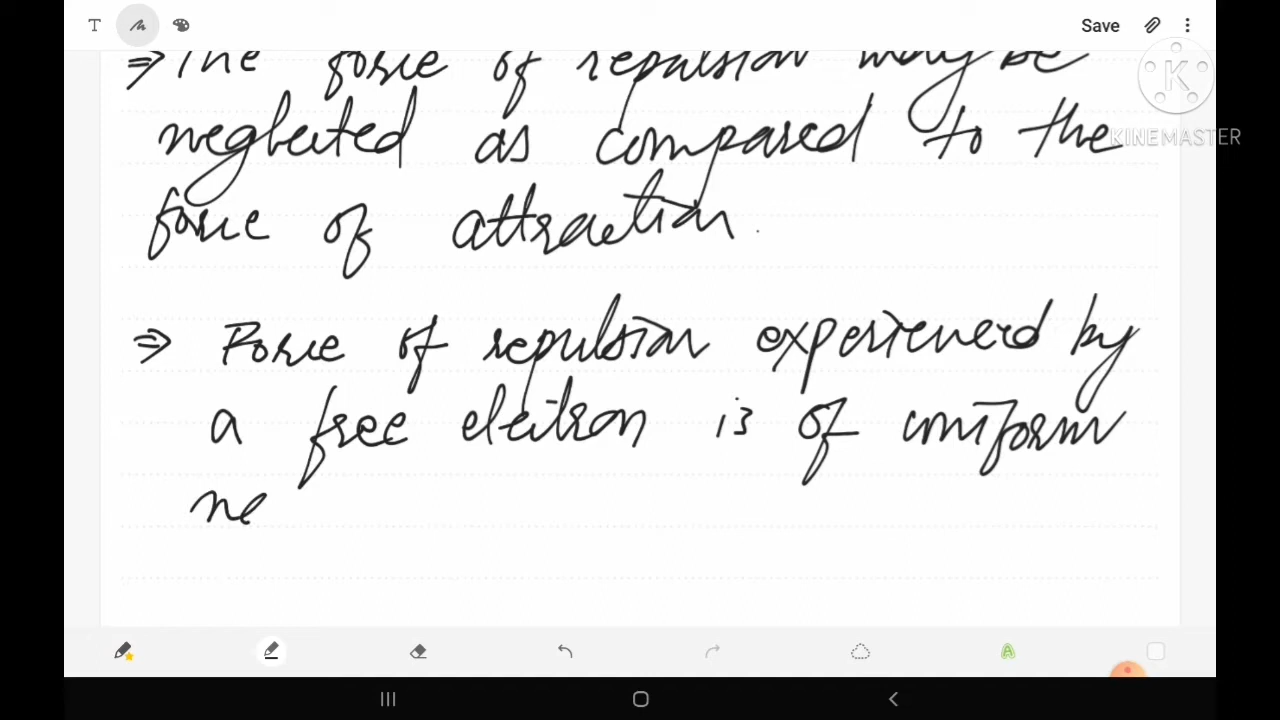 T Save
⇒ The force of repulsion may be
K
neglected as compared to the
KINEMASTER
force of attraction.
⇒ Force of repulsion experienced by
a free electron is of uniform
ne
A